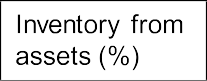 Inventory from
assets (%)